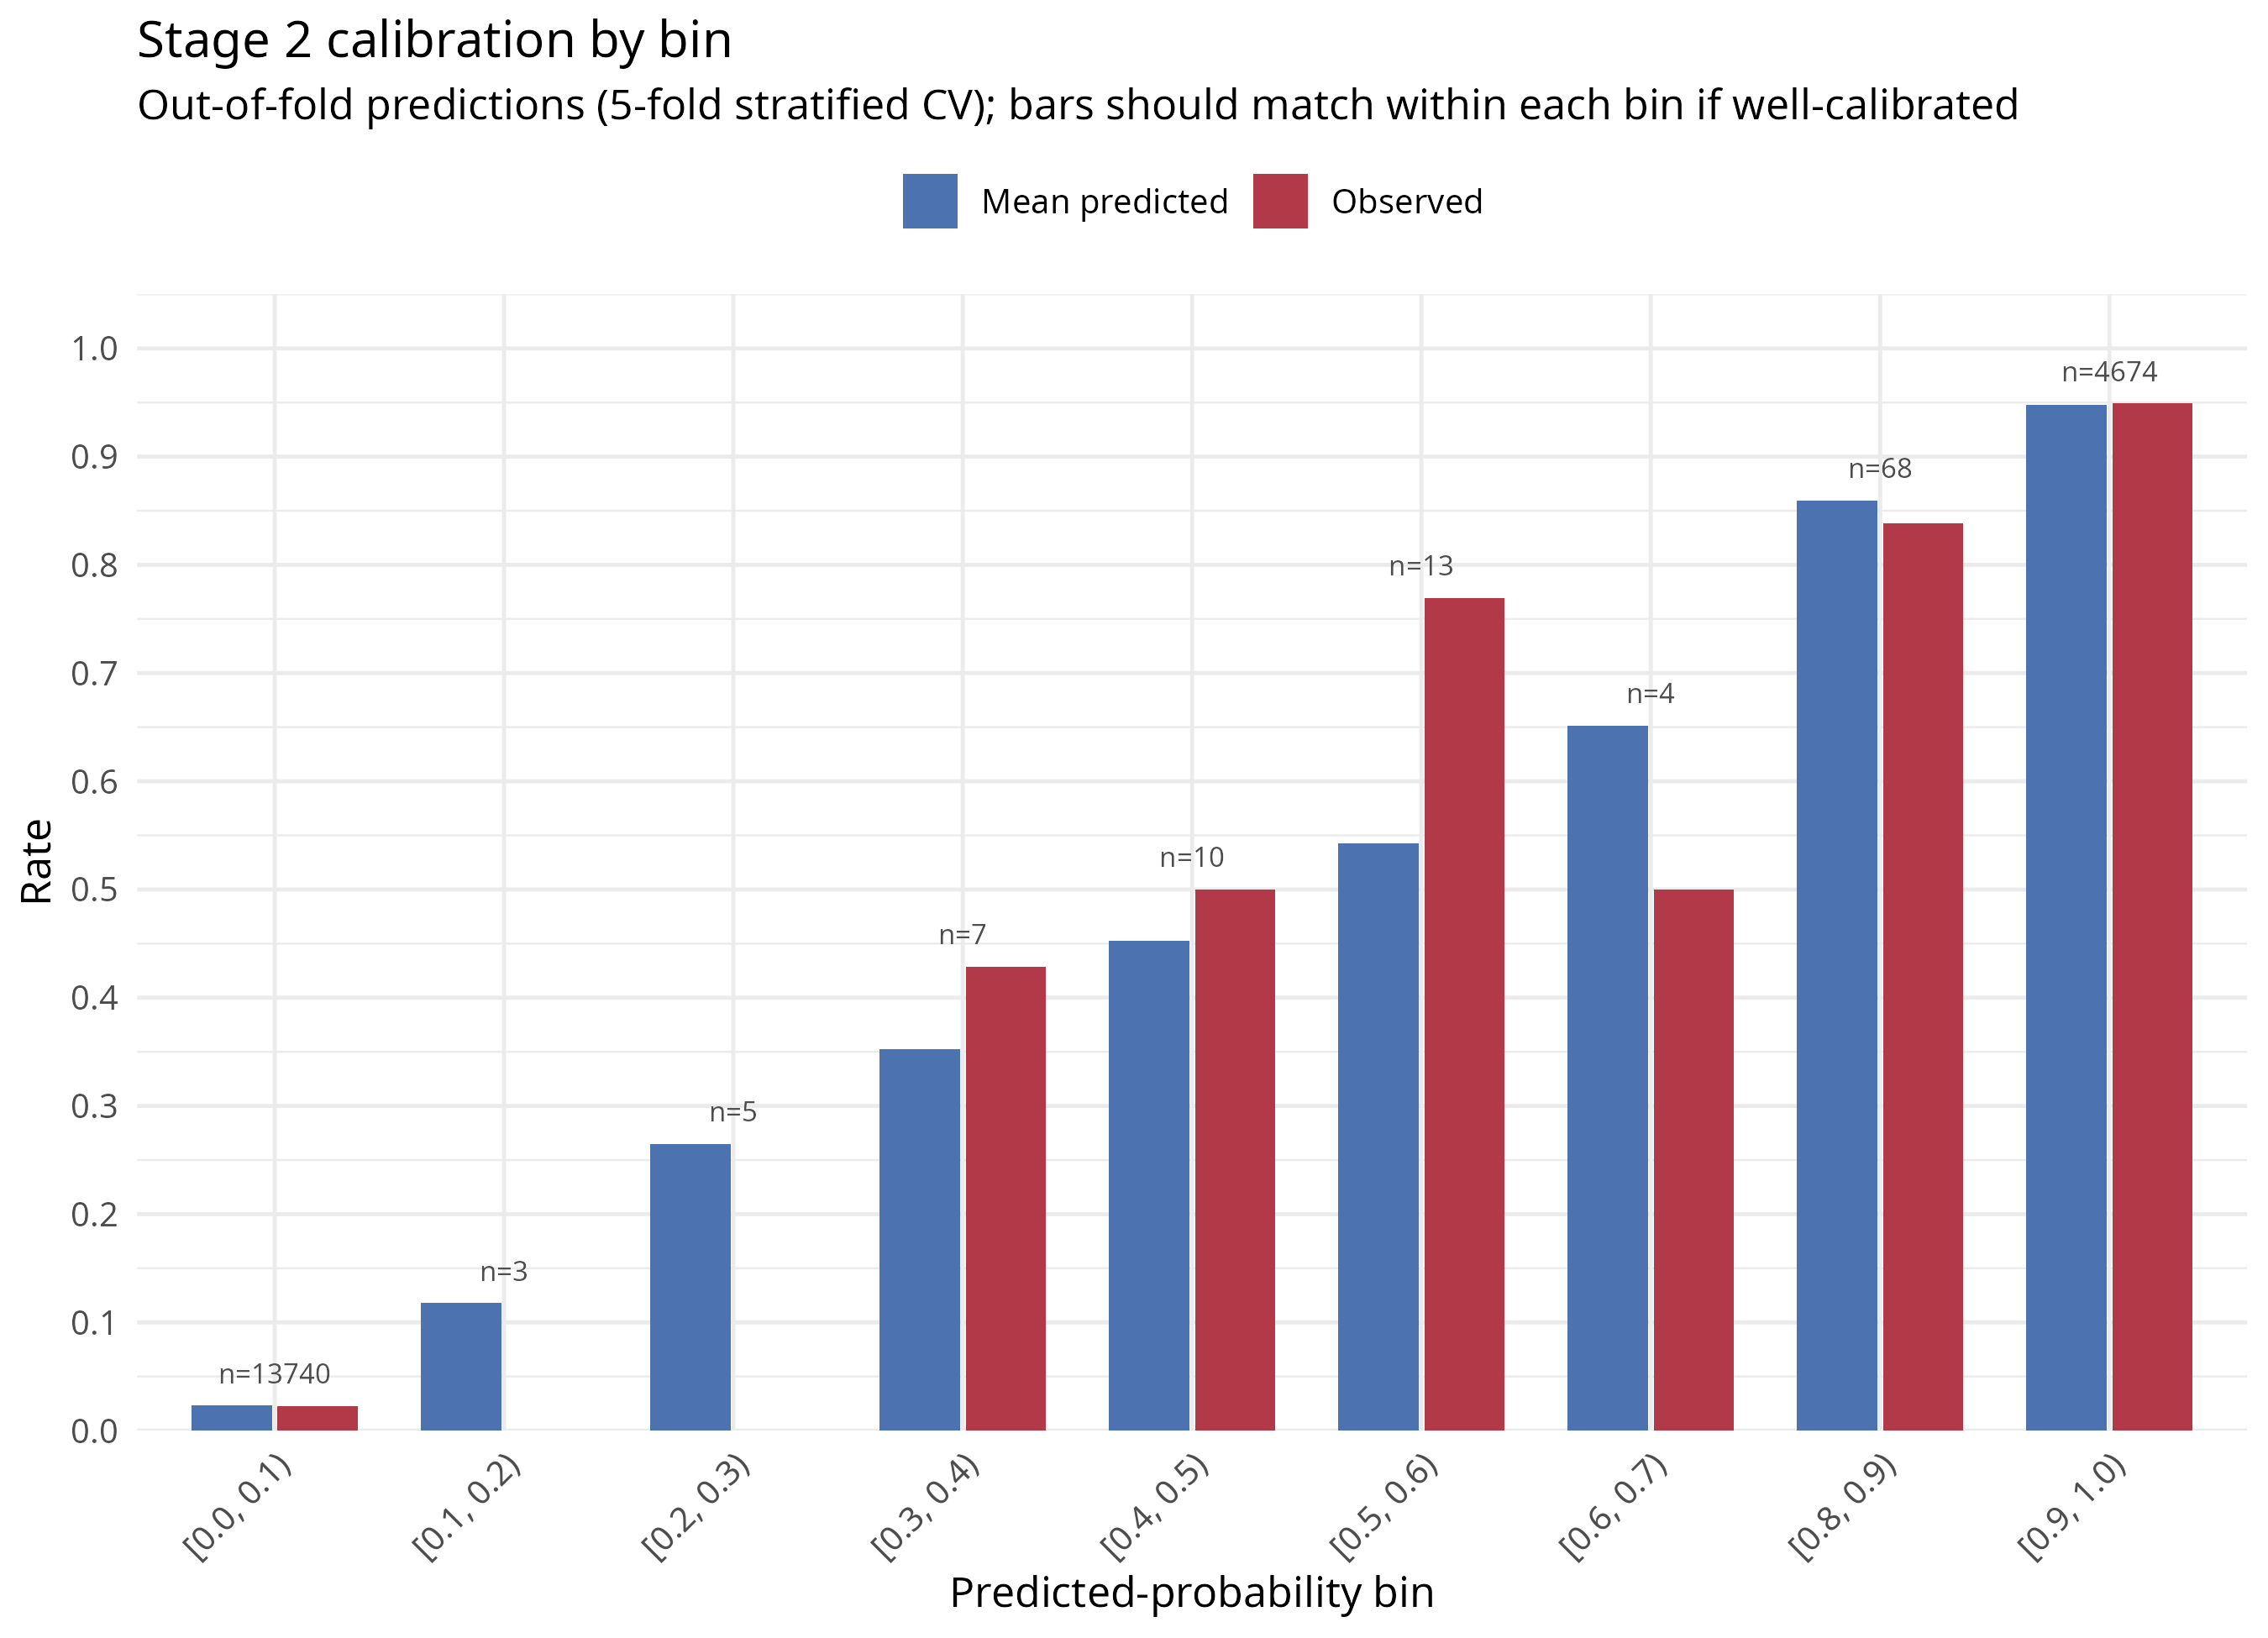 Stage 2 calibration by bin
Out-of-fold predictions (5-fold stratified CV); bars should match within each bin if well-calibrated
Mean predicted
Observed
1.0
0.9
0.8
0.7
0.6
0.5
0.4
0.3
0.2
0.1
0.0
Rate
n=13740
n=3
n=5
n=7
n=10
n=13
n=4
n=68
n=4674
[0.0, 0.1)
[0.1, 0.2)
[0.2, 0.3)
[0.3, 0.4)
[0.4, 0.5)
[0.5, 0.6)
[0.6, 0.7)
[0.8, 0.9)
[0.9, 1.0)
Predicted-probability bin